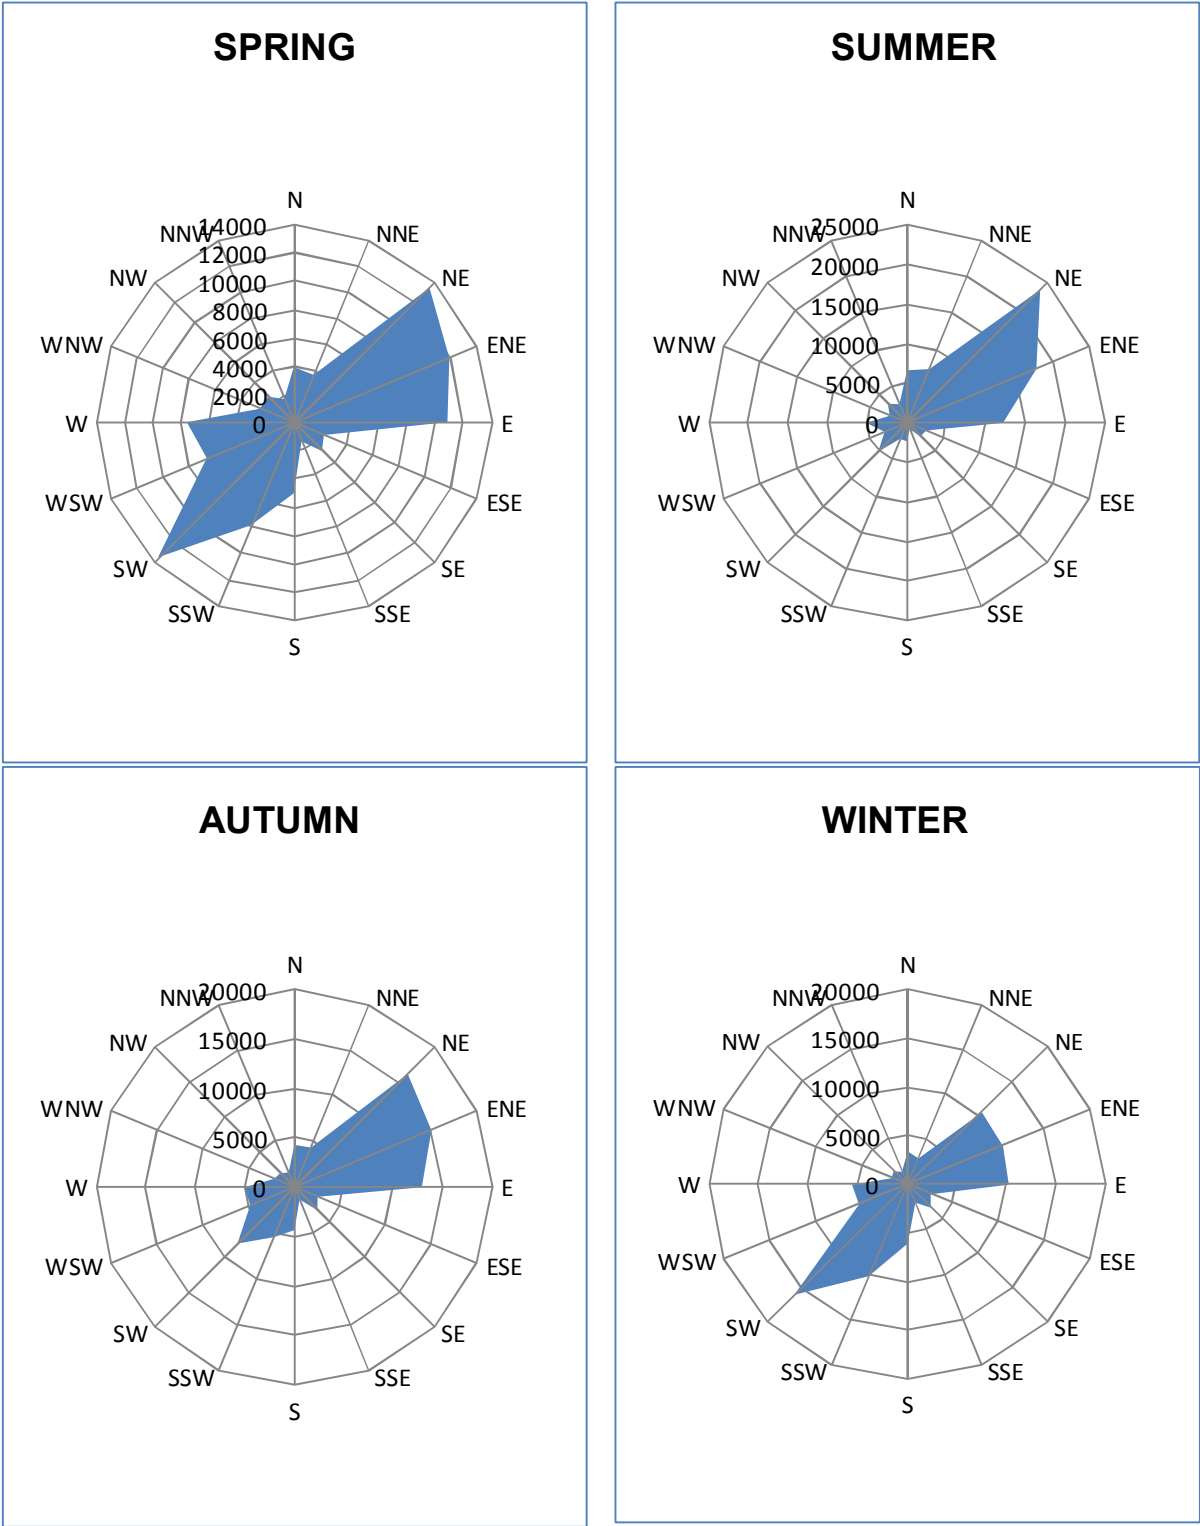 SPRING
N
NNE
NE
ENE
E
ESE
SE
SSE
S
SSW
SW
WSW
W
WNW
NW
NNW
14000
12000
10000
8000
6000
4000
2000
0
SUMMER
N
NNE
NE
ENE
E
ESE
SE
SSE
S
SSW
SW
WSW
W
WNW
NW
NNW
25000
20000
15000
10000
5000
0
AUTUMN
N
NNE
NE
ENE
E
ESE
SE
SSE
S
SSW
SW
WSW
W
WNW
NW
NNW
20000
15000
10000
5000
0
WINTER
N
NNE
NE
ENE
E
ESE
SE
SSE
S
SSW
SW
WSW
W
WNW
NW
NNW
20000
15000
10000
5000
0